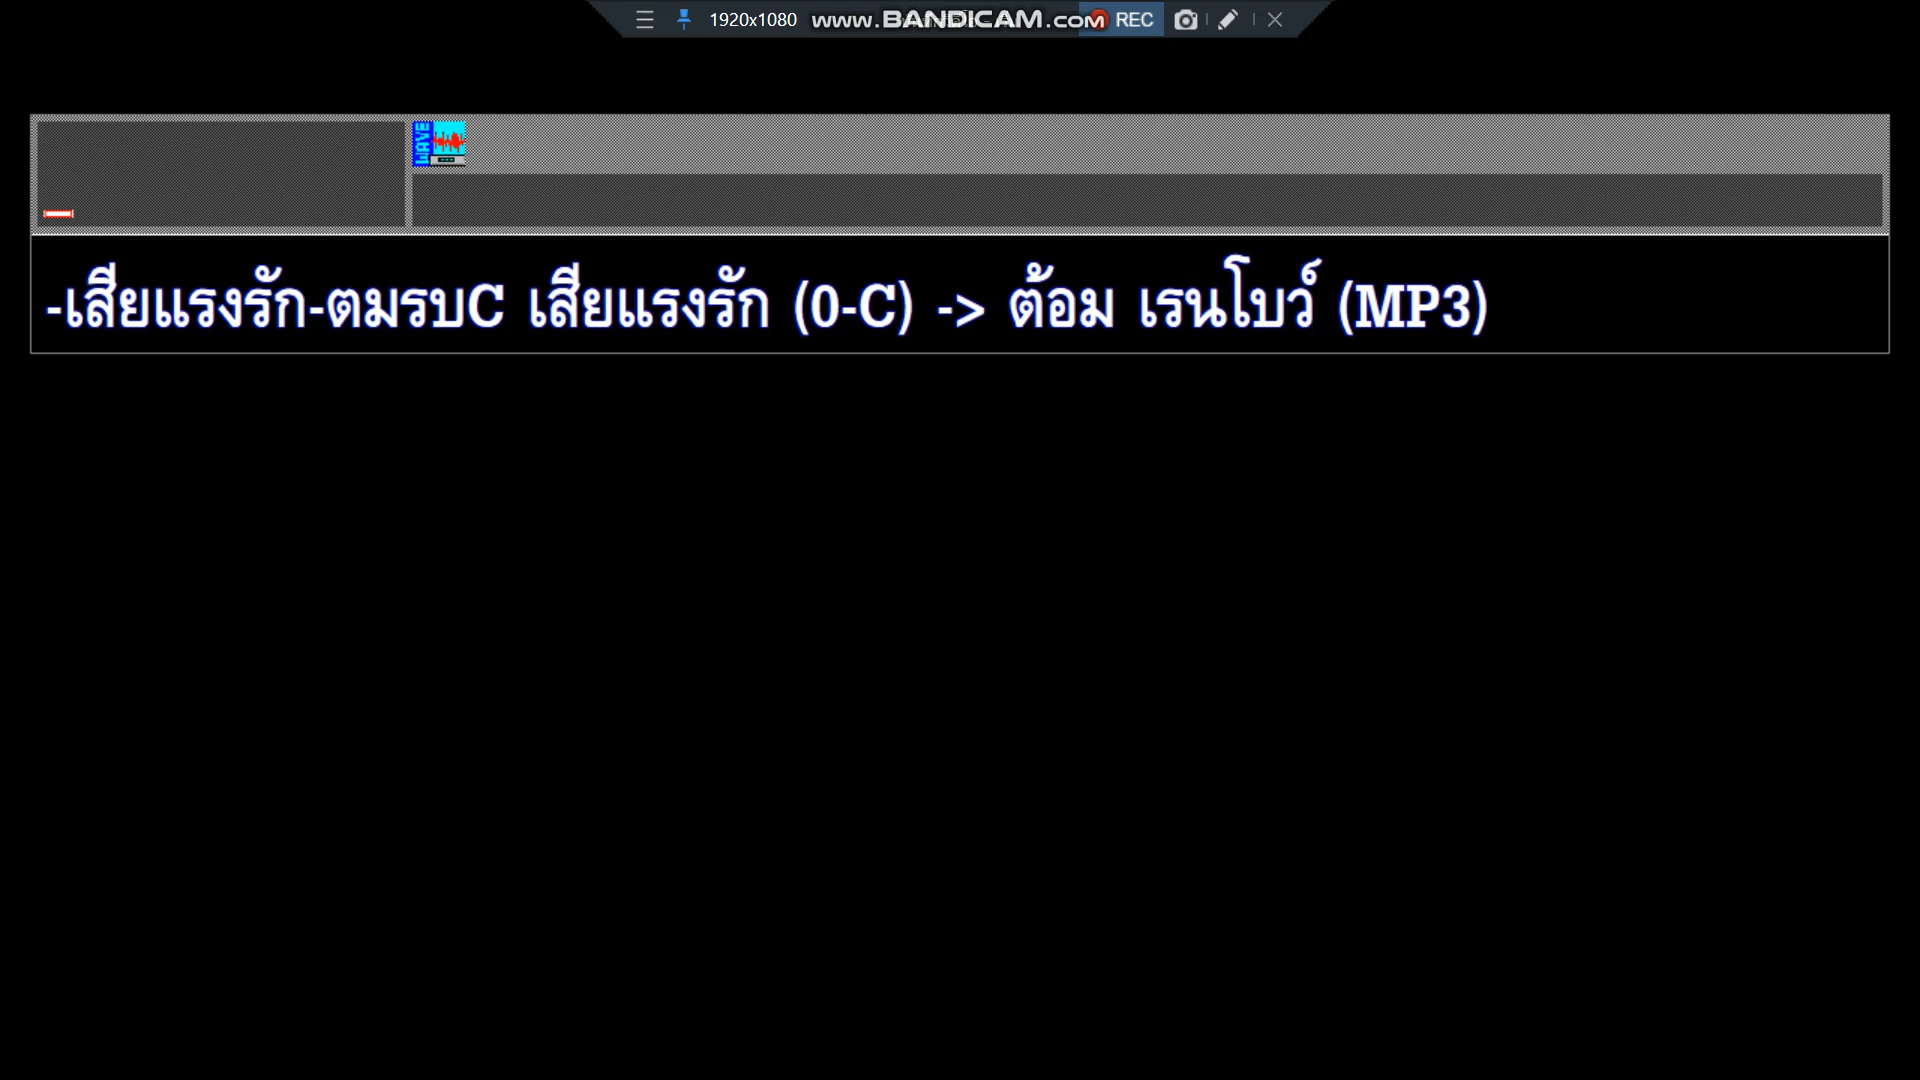 1920x1080 www.BANDICAM.com REC
WAVE
-เสียแรงรัก-ตมรบC เสียแรงรัก (0-C) -> ต้อม เรนโบว์ (MP3)